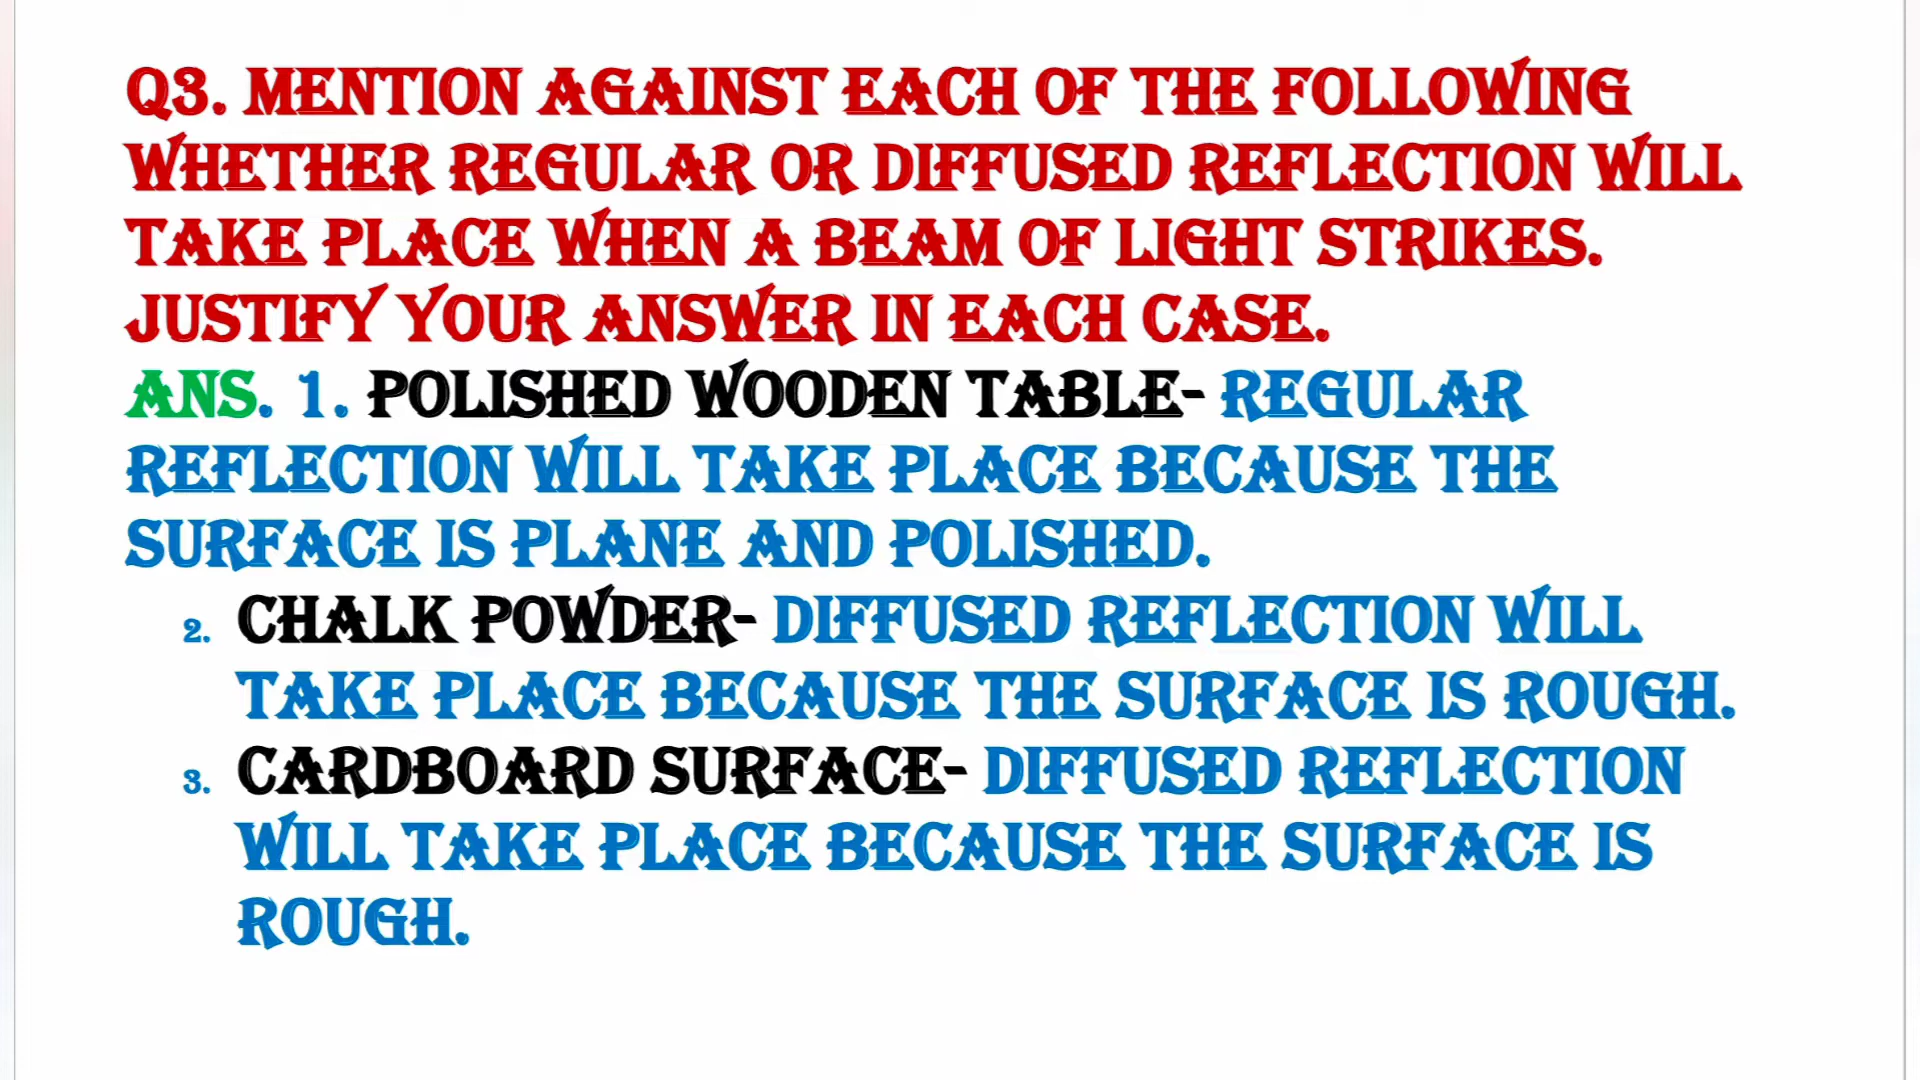 Q3. MENTION AGAINST EACH OF THE FOLLOWING
WHETHER REGULAR OR DIFFUSED REFLECTION WILL
TAKE PLACE WHEN A BEAM OF LIGHT STRIKES.
JUSTIFY YOUR ANSWER IN EACH CASE.
ANS. 1. POLISHED WOODEN TABLE- REGULAR
REFLECTION WILL TAKE PLACE BECAUSE THE
SURFACE IS PLANE AND POLISHED.
2. CHALK POWDER- DIFFUSED REFLECTION WILL
TAKE PLACE BECAUSE THE SURFACE IS ROUGH.
3. CARDBOARD SURFACE- DIFFUSED REFLECTION
WILL TAKE PLACE BECAUSE THE SURFACE IS
ROUGH.